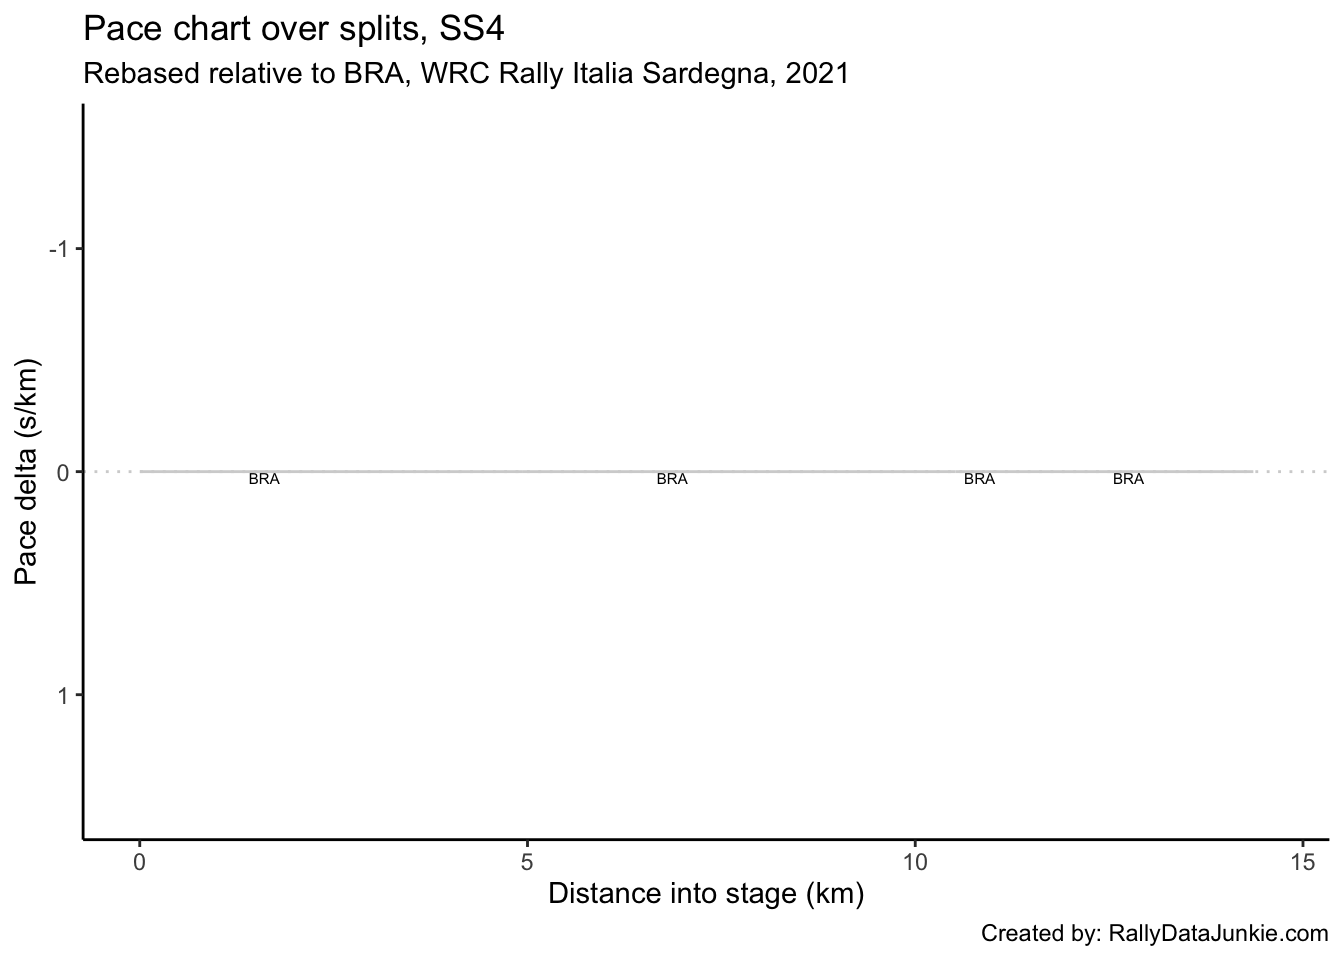 Pace chart over splits, SS4
Rebased relative to BRA, WRC Rally Italia Sardegna, 2021
Pace delta (s/km)
-1
0
1
BRA BRA BRA BRA
0 5 10 15
Distance into stage (km)
Created by: RallyDataJunkie.com